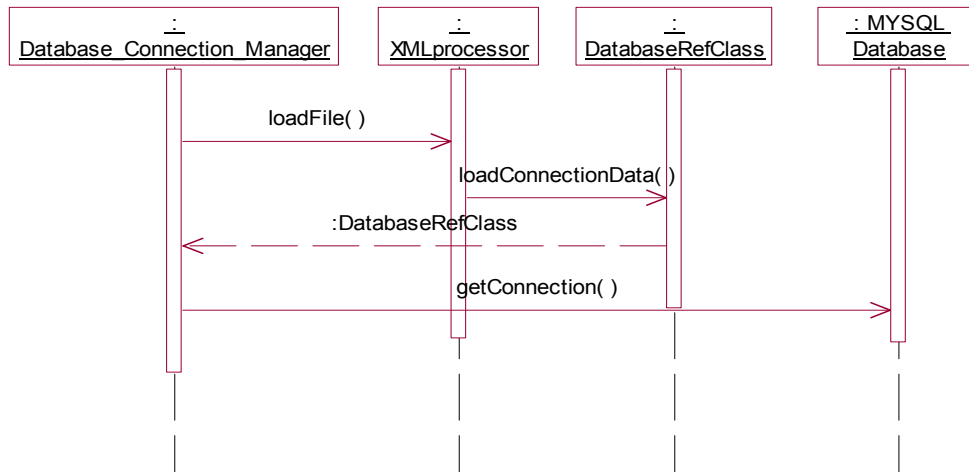 :
Database_Connection_Manager
:
XMLprocessor
:
DatabaseRefClass
: MYSQL
Database
loadFile( )
loadConnectionData( )
:DatabaseRefClass
getConnection( )